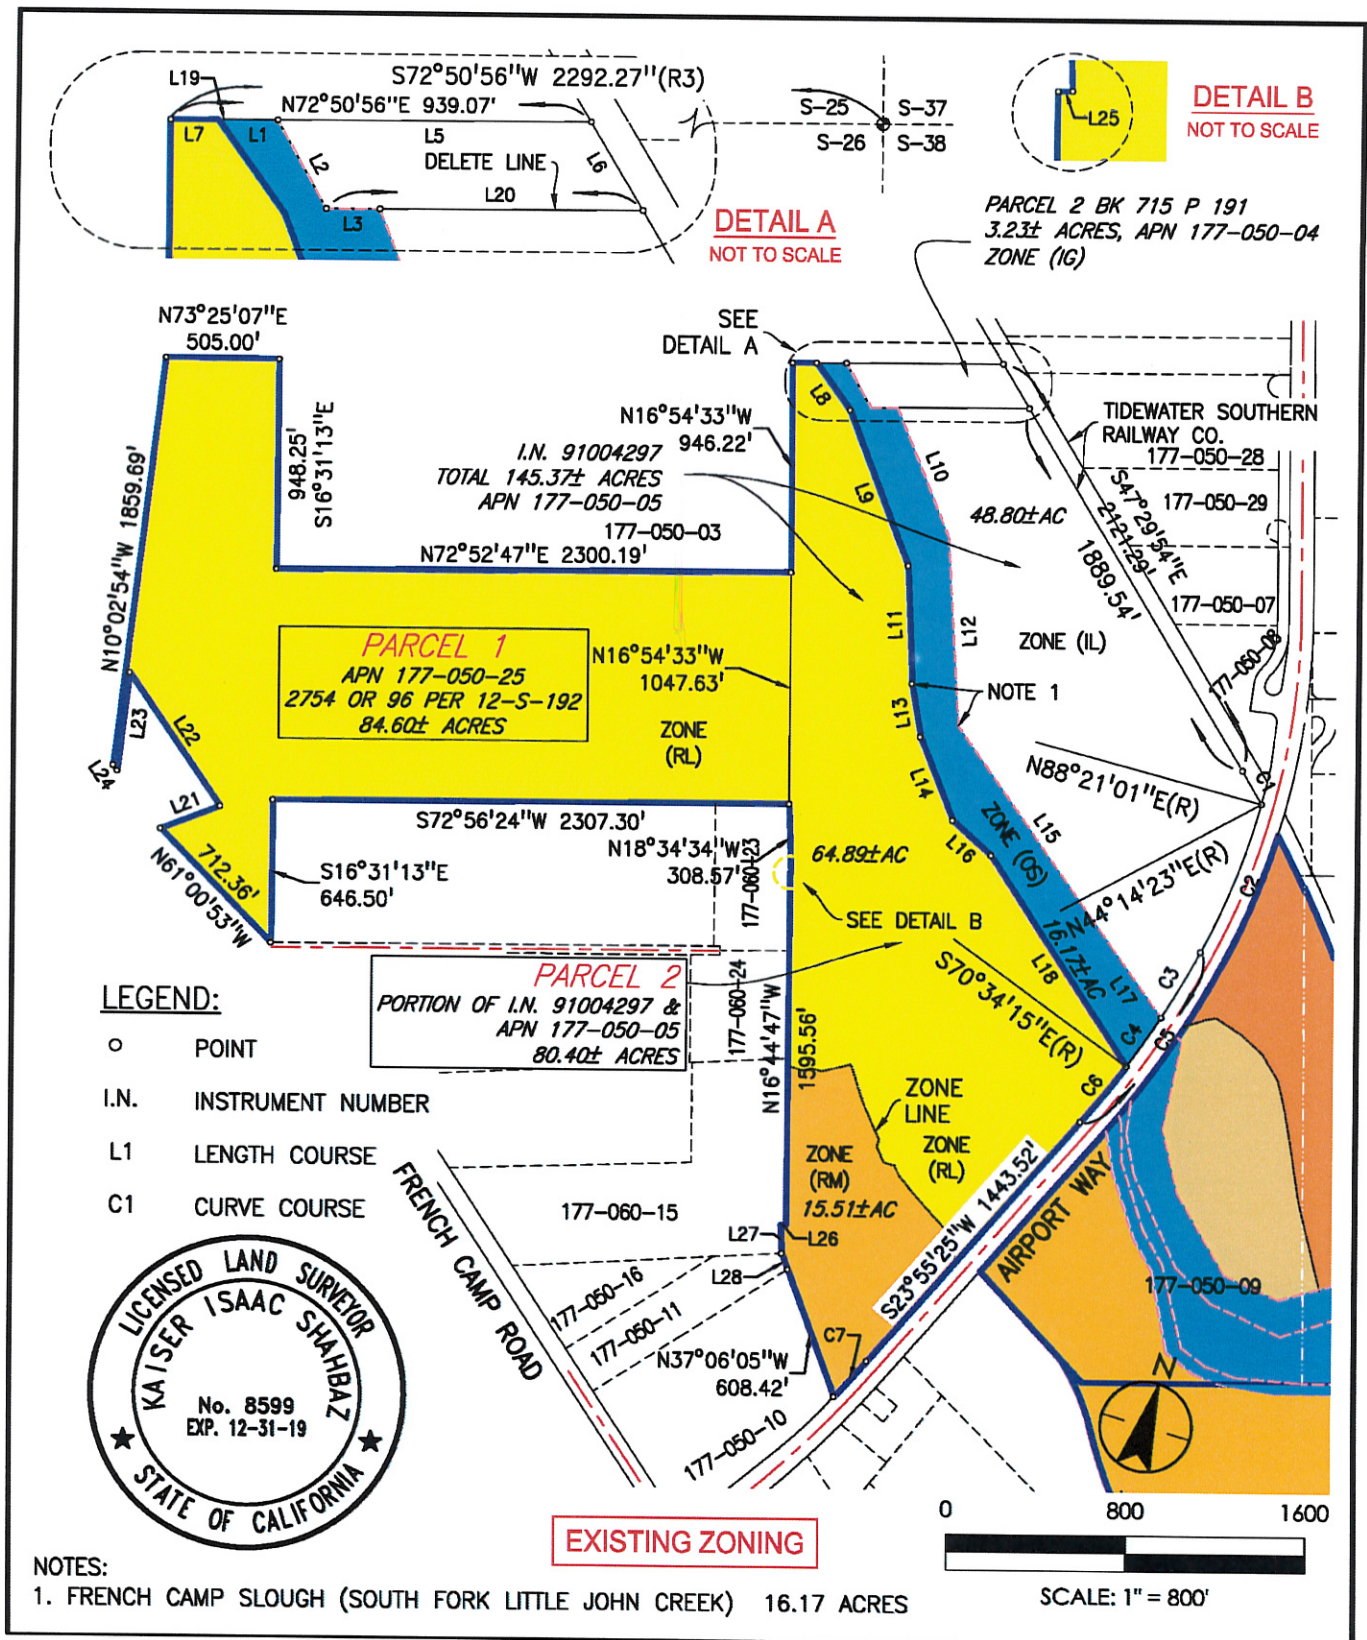 L19
S72°50'56"W 2292.27"(R3)
N72°50'56"E 939.07'
L7
L1
L2
L5
L6
DELETE LINE
L20
L3
DETAIL A
NOT TO SCALE
S-25
S-37
S-26
S-38
L25
DETAIL B
NOT TO SCALE
PARCEL 2 BK 715 P 191
3.23± ACRES, APN 177-050-04
ZONE (IG)
N73°25'07"E
505.00'
SEE
DETAIL A
N16°54'33"W
946.22'
L8
TIDEWATER SOUTHERN
RAILWAY CO.
177-050-28
177-050-29
177-050-07
177-050-08
948.25'
S16°31'13"E
I.N. 91004297
TOTAL 145.37± ACRES
APN 177-050-05
177-050-03
N72°52'47"E 2300.19'
L9
L10
48.80±AC
S47°29'54"E
2121.29'
1889.54'
N10°02'54"W 1859.69'
PARCEL 1
APN 177-050-25
2754 OR 96 PER 12-S-192
84.60± ACRES
N16°54'33"W
1047.63'
ZONE
(RL)
L11
L12
ZONE (IL)
NOTE 1
L13
L23
L22
L24
L21
L14
N88°21'01"E(R)
C1
S72°56'24"W 2307.30'
N18°34'34"W
308.57'
177-060-23
64.89±AC
L16
ZONE (OS)
L15
712.36'
N61°00'53"W
S16°31'13"E
646.50'
SEE DETAIL B
N44°14'23"E(R)
C2
16.17±AC
L18
L17
S70°34'15"E(R)
C3
C4
C5
C6
LEGEND:
POINT
I.N. INSTRUMENT NUMBER
L1 LENGTH COURSE
C1 CURVE COURSE
PARCEL 2
PORTION OF I.N. 91004297 &
APN 177-050-05
80.40± ACRES
177-060-24
N16°44'47"W
1595.56'
ZONE
LINE
ZONE
(RM)
15.51±AC
ZONE
(RL)
S23°55'25"W 1443.52'
AIRPORT WAY
177-050-09
FRENCH CAMP ROAD
177-060-15
L27
L26
L28
177-050-16
177-050-11
N37°06'05"W
608.42'
C7
177-050-10
N
LICENSED LAND SURVEYOR
KAISER ISAAC SHAHBAZ
No. 8599
EXP. 12-31-19
STATE OF CALIFORNIA
EXISTING ZONING
0 800 1600
SCALE: 1" = 800'
NOTES:
1. FRENCH CAMP SLOUGH (SOUTH FORK LITTLE JOHN CREEK) 16.17 ACRES